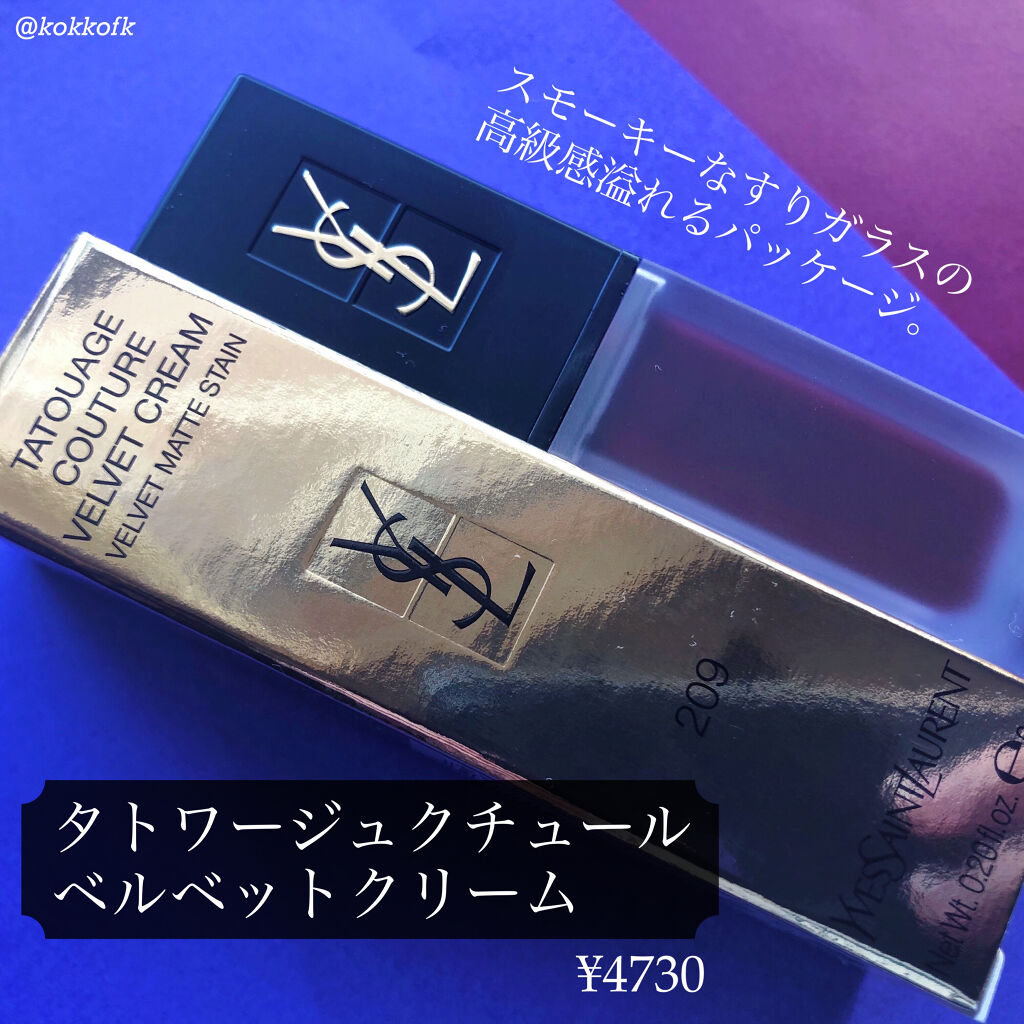 @kokkofk
スモーキーなすりガラスの
高級感溢れるパッケージ。
YSL
TATOUAGE
COUTURE
VELVET CREAM
VELVET MATTE STAIN
YSL
209
YVESSAINTLAURENT
Net Wt. 0.20 fl.oz. e
タトワージュクチュール
ベルベットクリーム
¥4730